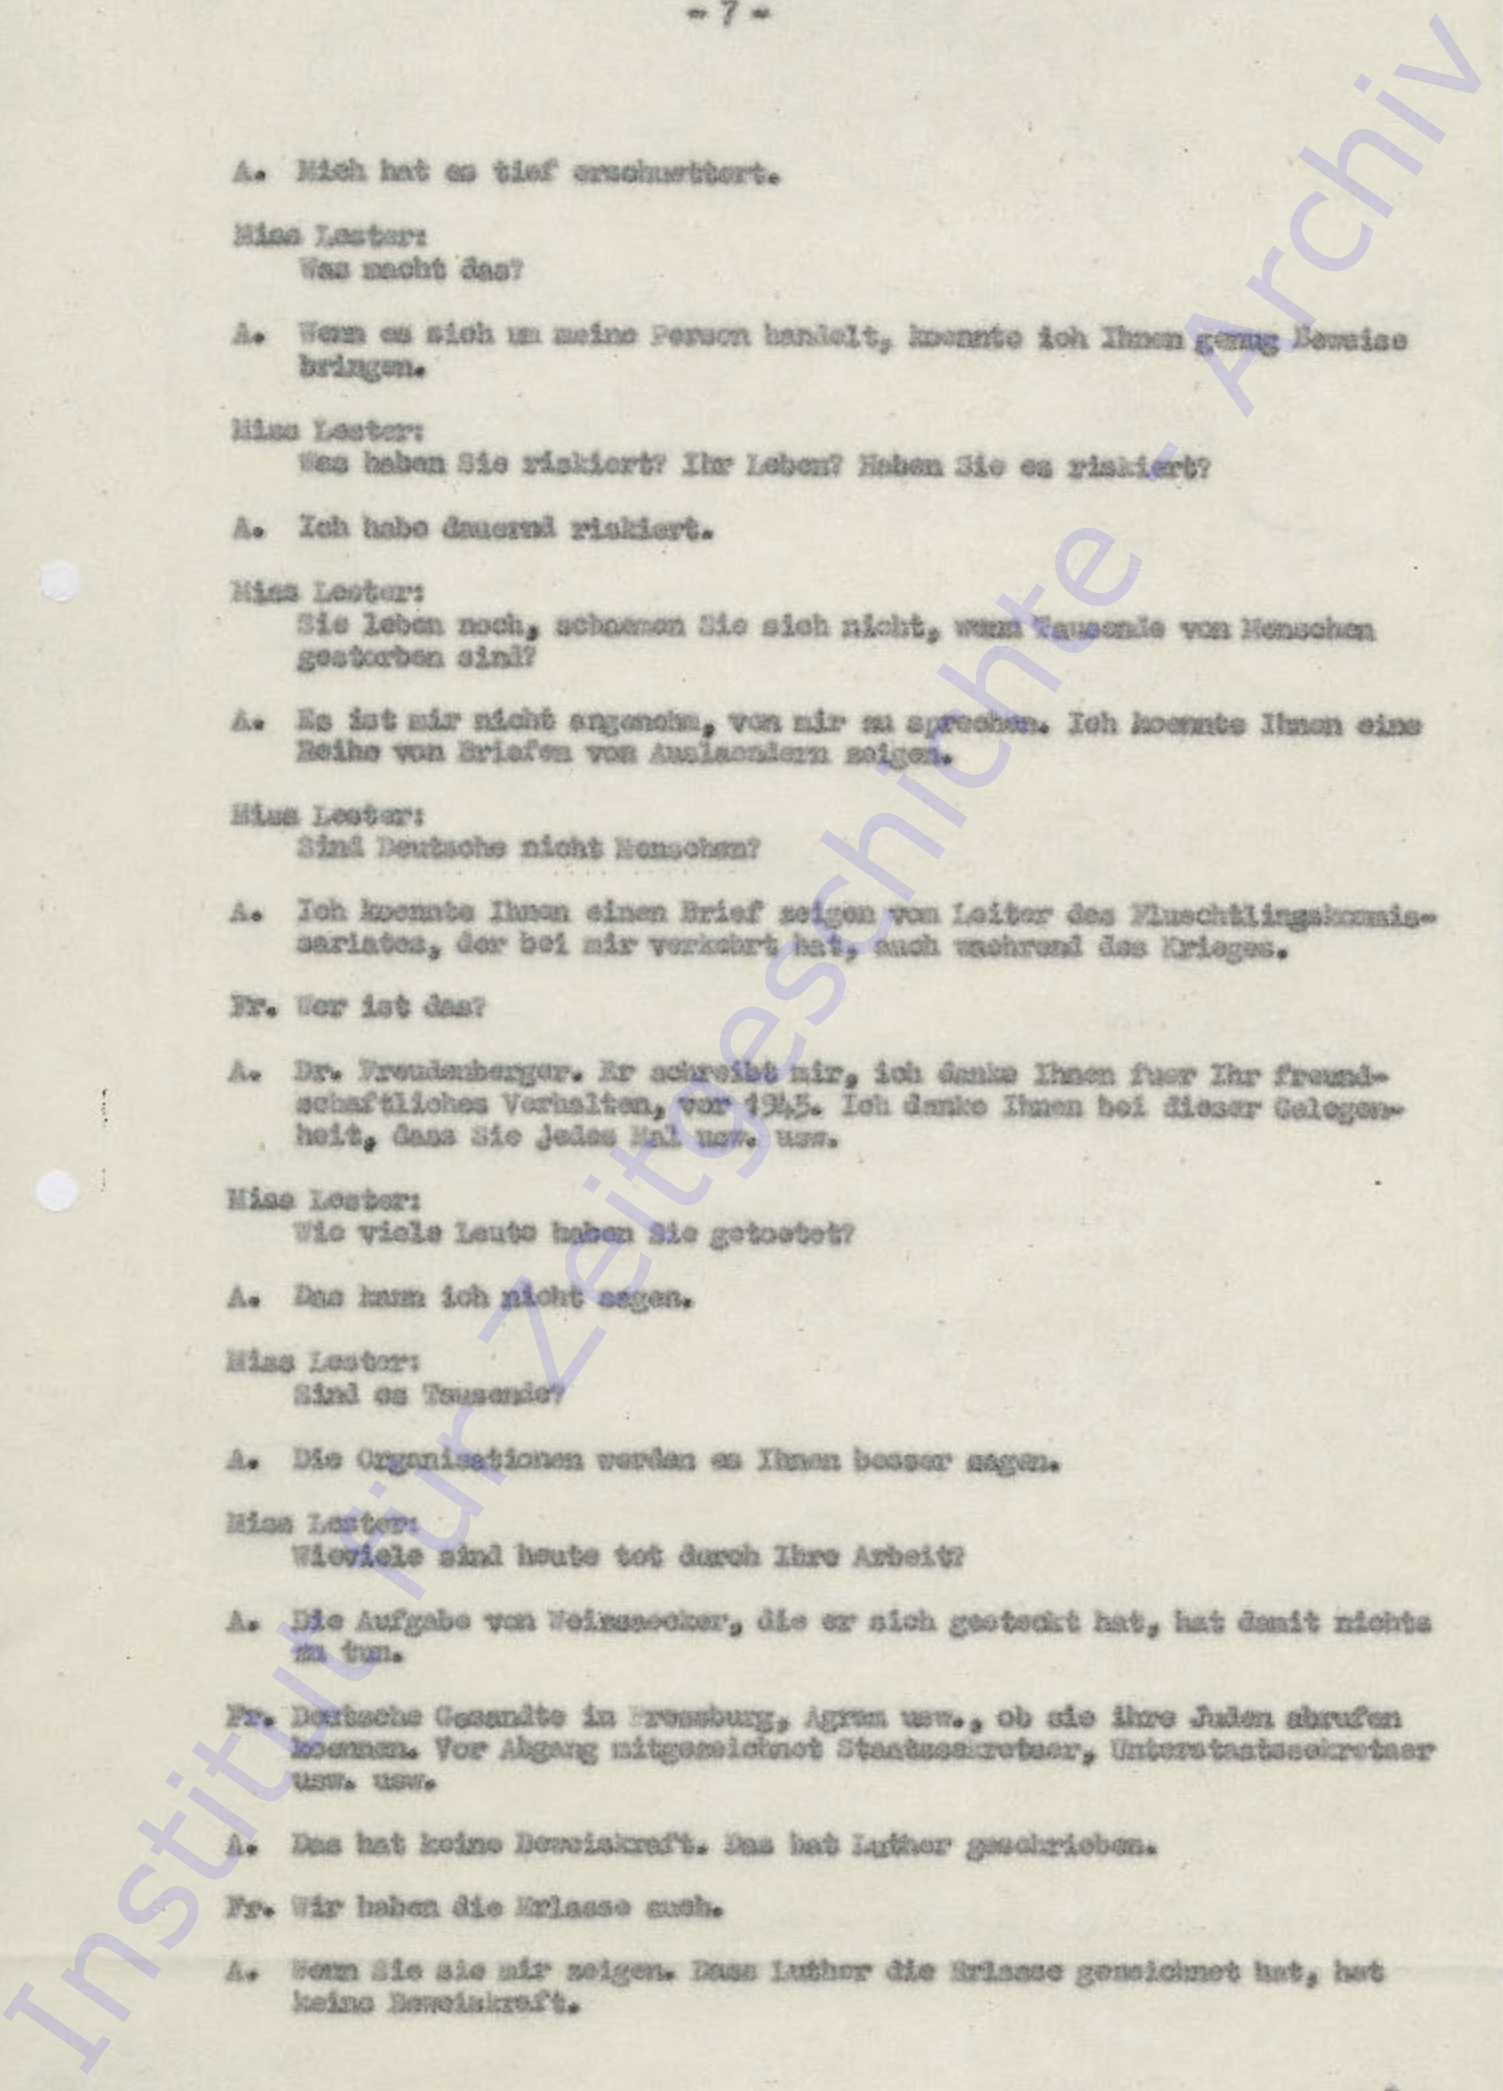 - 7 -
A. Mich hat es tief erschuettert.
Miss Lester:
Was macht das?
A. Wenn es sich um meine Person handelt, koennte ich Ihnen genug Beweise
bringen.
Miss Lester:
Was haben Sie riskiert? Ihr Leben? Haben Sie es riskiert?
A. Ich habe dauernd riskiert.
Miss Lester:
Sie leben noch, schaemen Sie sich nicht, wenn Tausende von Menschen
gestorben sind?
A. Es ist mir nicht angenehm, von mir zu sprechen. Ich koennte Ihnen eine
Reihe von Briefen von Auslaendern zeigen.
Miss Lester:
Sind Deutsche nicht Menschen?
A. Ich koennte Ihnen einen Brief zeigen vom Leiter des Fluechtlingskommis-
sariates, der bei mir verkehrt hat, auch waehrend des Krieges.
Fr. Wer ist das?
A. Dr. Freudenberger. Er schreibt mir, ich danke Ihnen fuer Ihr freund-
schaftliches Verhalten, vor 1945. Ich danke Ihnen bei dieser Gelegen-
heit, dass Sie jedes Mal usw. usw.
Miss Lester:
Wie viele Leute haben Sie getoetet?
A. Das kann ich nicht sagen.
Miss Lester:
Sind es Tausende?
A. Die Organisationen werden es Ihnen besser sagen.
Miss Lester:
Wieviele sind heute tot durch Ihre Arbeit?
A. Die Aufgabe von Weizsaecker, die er sich gesteckt hat, hat damit nichts
zu tun.
Fr. Deutsche Gesandte in Pressburg, Agram usw., ob sie ihre Juden abrufen
koennen. Vor Abgang mitgezeichnet Staatssekretaer, Unterstaatssekretaer
usw. usw.
A. Das hat keine Beweiskraft. Das hat Luther geschrieben.
Fr. Wir haben die Erlasse auch.
A. Wenn Sie sie mir zeigen. Dass Luther die Erlasse gezeichnet hat, hat
keine Beweiskraft.
Institut für Zeitgeschichte - Archiv